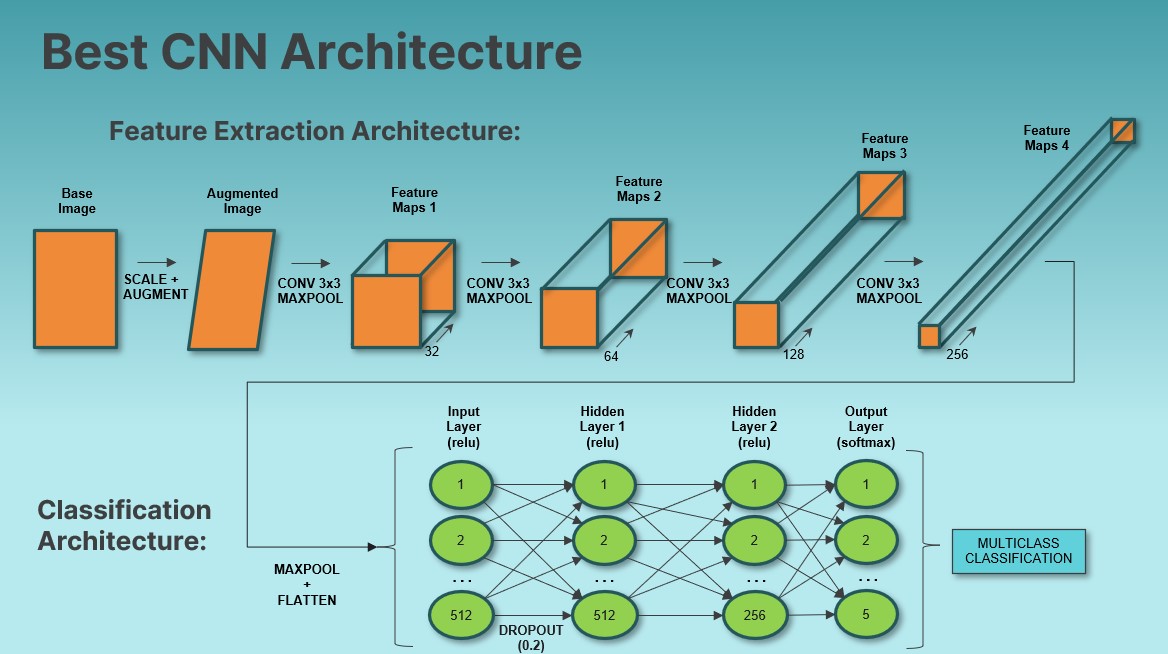 Best CNN Architecture
Feature Extraction Architecture:
Base
Image
SCALE +
AUGMENT
Augmented
Image
CONV 3x3
MAXPOOL
Feature
Maps 1
32
CONV 3x3
MAXPOOL
Feature
Maps 2
64
CONV 3x3
MAXPOOL
Feature
Maps 3
128
CONV 3x3
MAXPOOL
Feature
Maps 4
256
Classification
Architecture:
MAXPOOL
+
FLATTEN
Input
Layer
(relu)
1
2
...
512
DROPOUT
(0.2)
Hidden
Layer 1
(relu)
1
2
...
512
Hidden
Layer 2
(relu)
1
2
...
256
Output
Layer
(softmax)
1
2
...
5
MULTICLASS
CLASSIFICATION